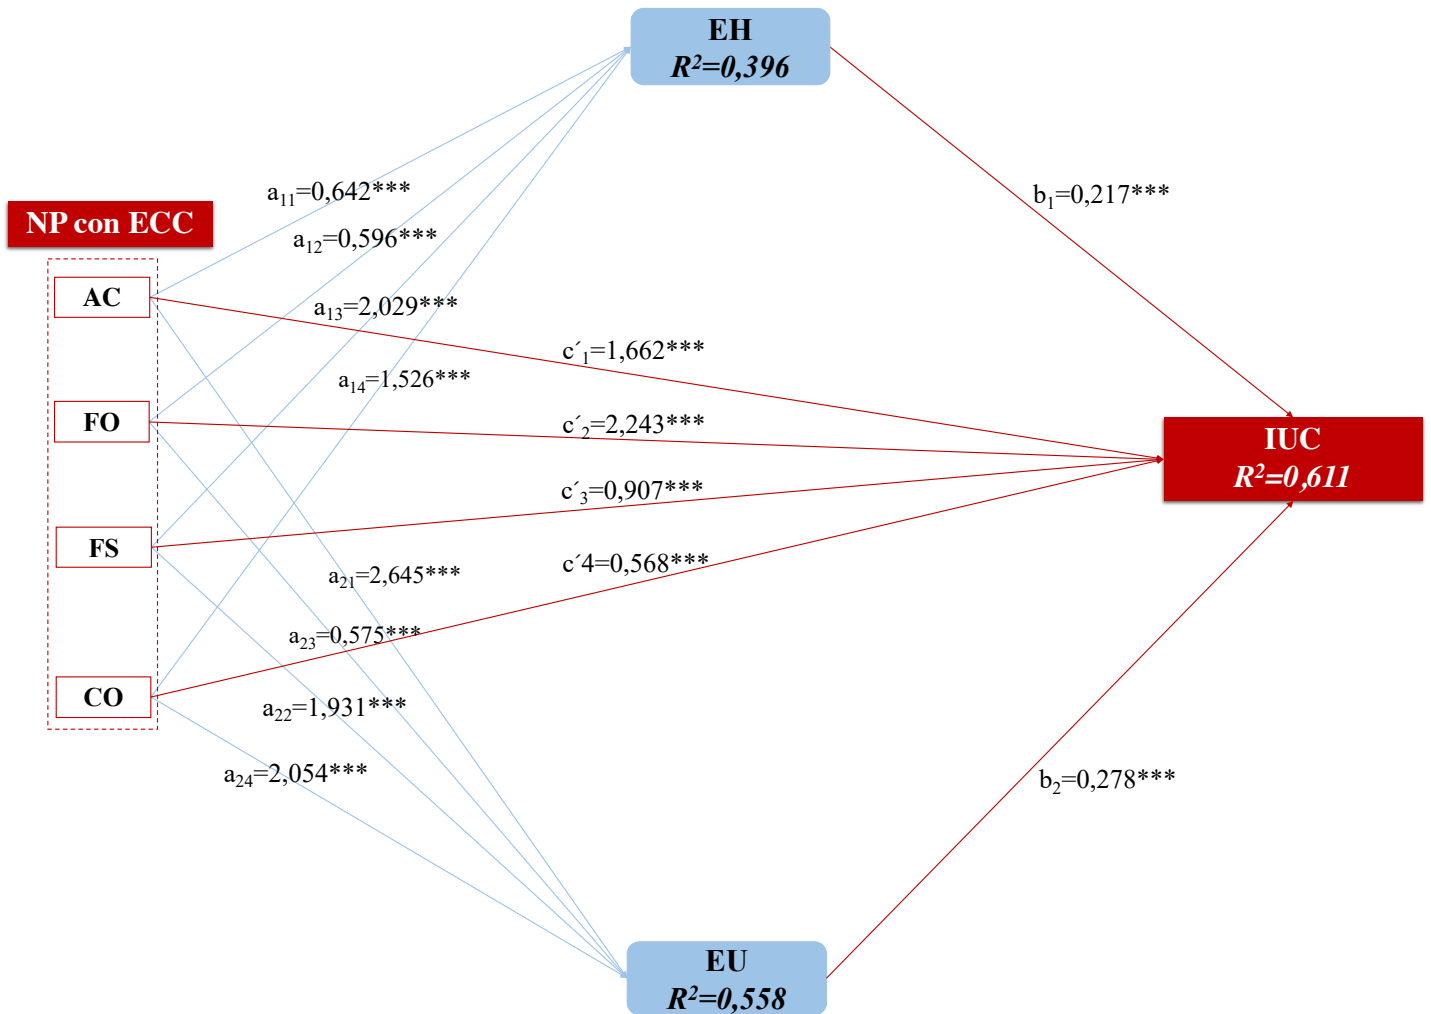 EH
R²=0,396
a₁₁=0,642***
b₁=0,217***
NP con ECC
a₁₂=0,596***
AC
a₁₃=2,029***
c´₁=1,662***
a₁₄=1,526***
FO
c´₂=2,243***
IUC
R²=0,611
c´₃=0,907***
FS
c´4=0,568***
a₂₁=2,645***
a₂₃=0,575***
CO
a₂₂=1,931***
a₂₄=2,054***
b₂=0,278***
EU
R²=0,558